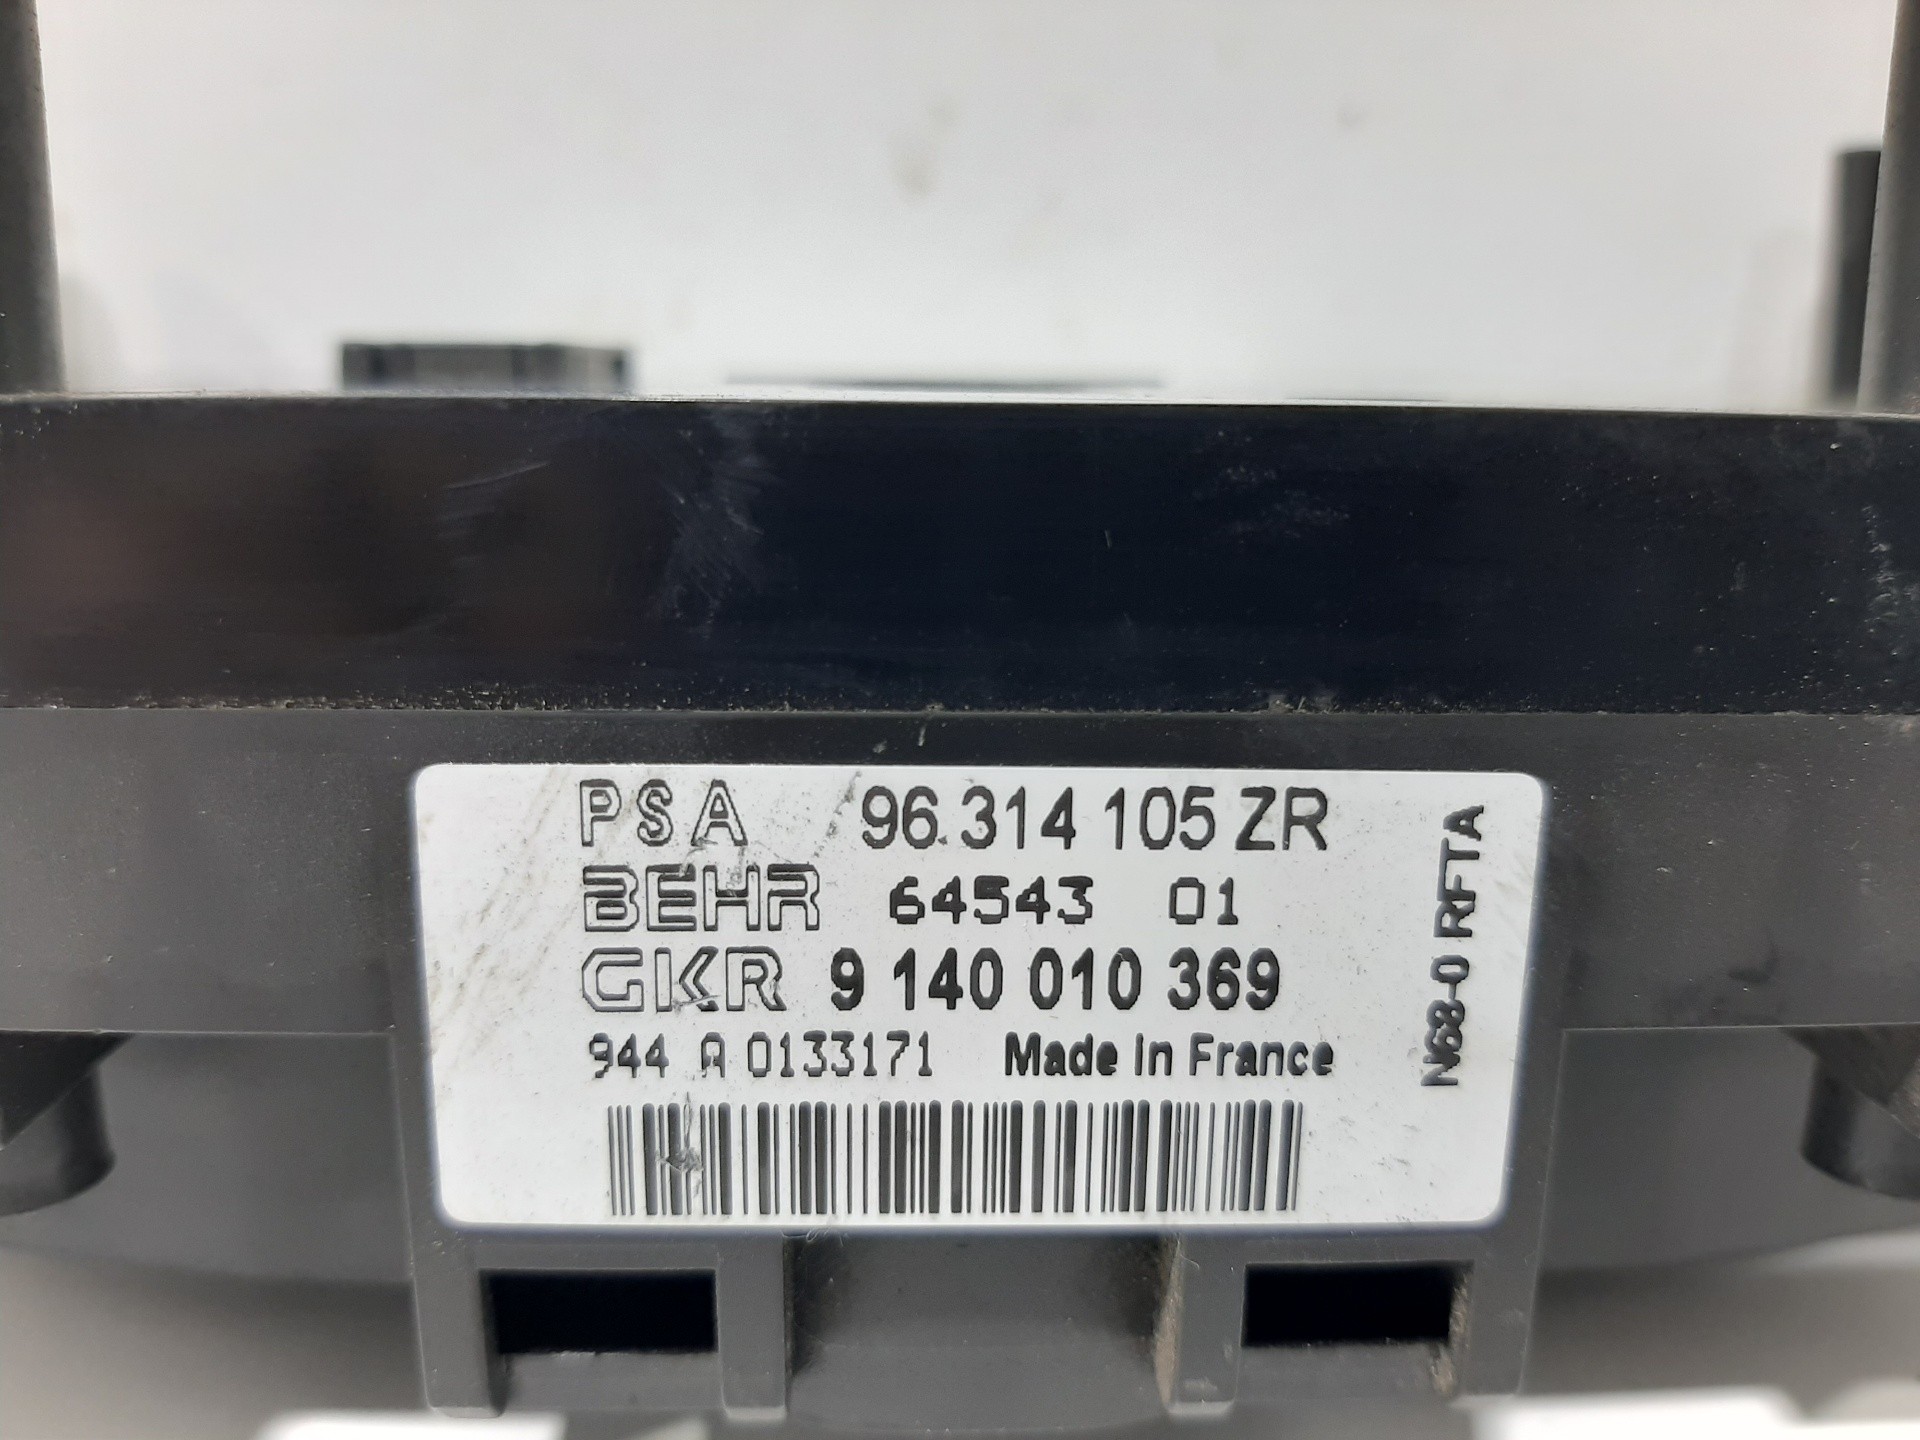 PSA 96.314 105 ZR
BEHR 64543 01
GKR 9 140 010 369
944 A 0133171 Made in France
N68-0 RFTA